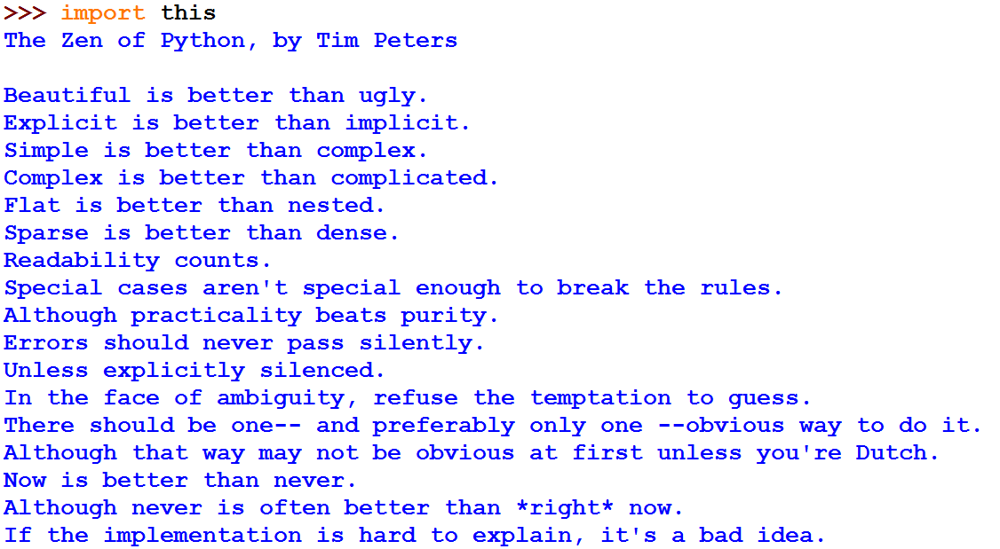 >>> import this
The Zen of Python, by Tim Peters

Beautiful is better than ugly.
Explicit is better than implicit.
Simple is better than complex.
Complex is better than complicated.
Flat is better than nested.
Sparse is better than dense.
Readability counts.
Special cases aren't special enough to break the rules.
Although practicality beats purity.
Errors should never pass silently.
Unless explicitly silenced.
In the face of ambiguity, refuse the temptation to guess.
There should be one-- and preferably only one --obvious way to do it.
Although that way may not be obvious at first unless you're Dutch.
Now is better than never.
Although never is often better than *right* now.
If the implementation is hard to explain, it's a bad idea.